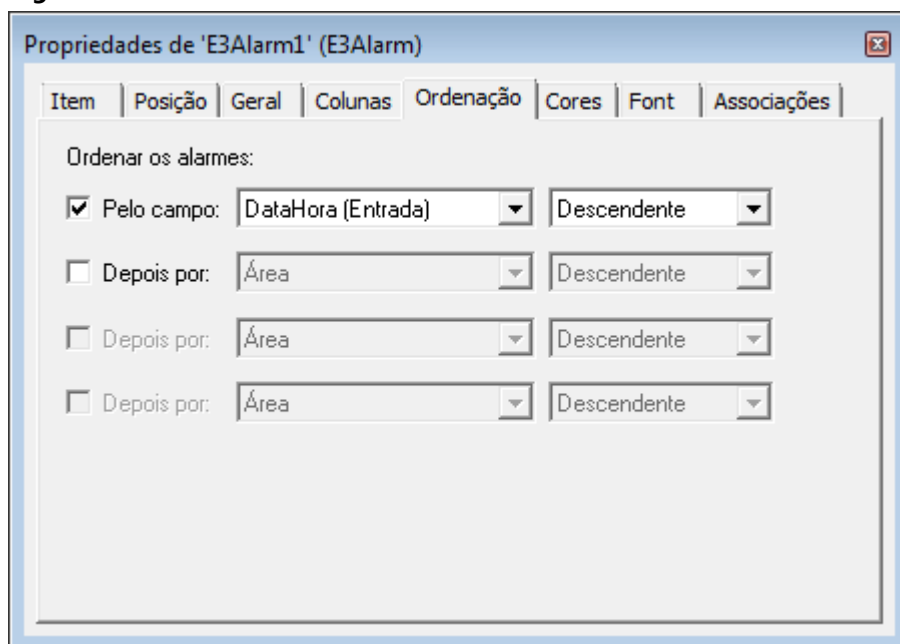 Propriedades de 'E3Alarm1' (E3Alarm)
Item Posição Geral Colunas Ordenação Cores Font Associações
Ordenar os alarmes:
Pelo campo: DataHora (Entrada) Descendente
Depois por: Área Descendente
Depois por: Área Descendente
Depois por: Área Descendente